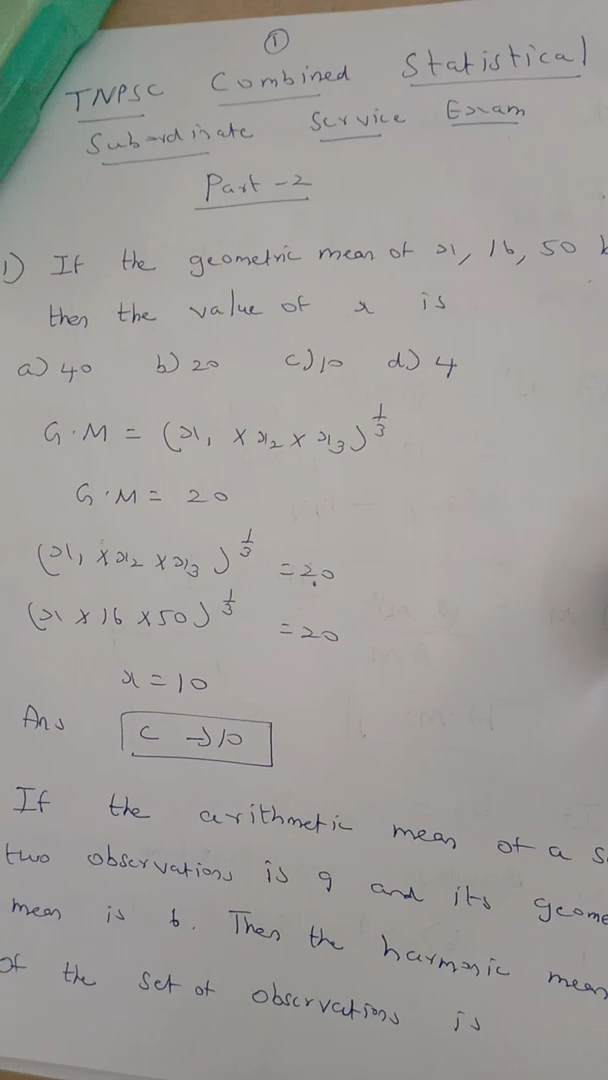 1
TNPSC Combined Statistical
Subordinate Service Exam
Part-2
1) If the geometric mean of x, 16, 50
then the value of x is
a) 40 b) 20 c) 10 d) 4
G.M = (x₁ × x₂ × x₃)^1/3
G.M = 20
(x₁ × x₂ × x₃)^1/3 = 20
(x × 16 × 50)^1/3 = 20
x = 10
Ans C → 10
If the arithmetic mean of a
two observations is 9 and its geome
mean is 6. Then the harmonic mean
of the set of observations is